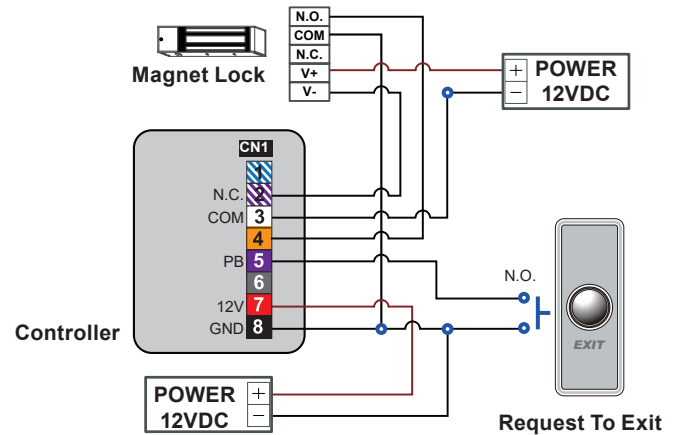 N.O.
COM
N.C.
V+
V-
Magnet Lock
+ POWER
− 12VDC
CN1
1
N.C. 2
COM 3
4
PB 5
6
12V 7
GND 8
Controller
N.O.
EXIT
POWER +
12VDC −
Request To Exit